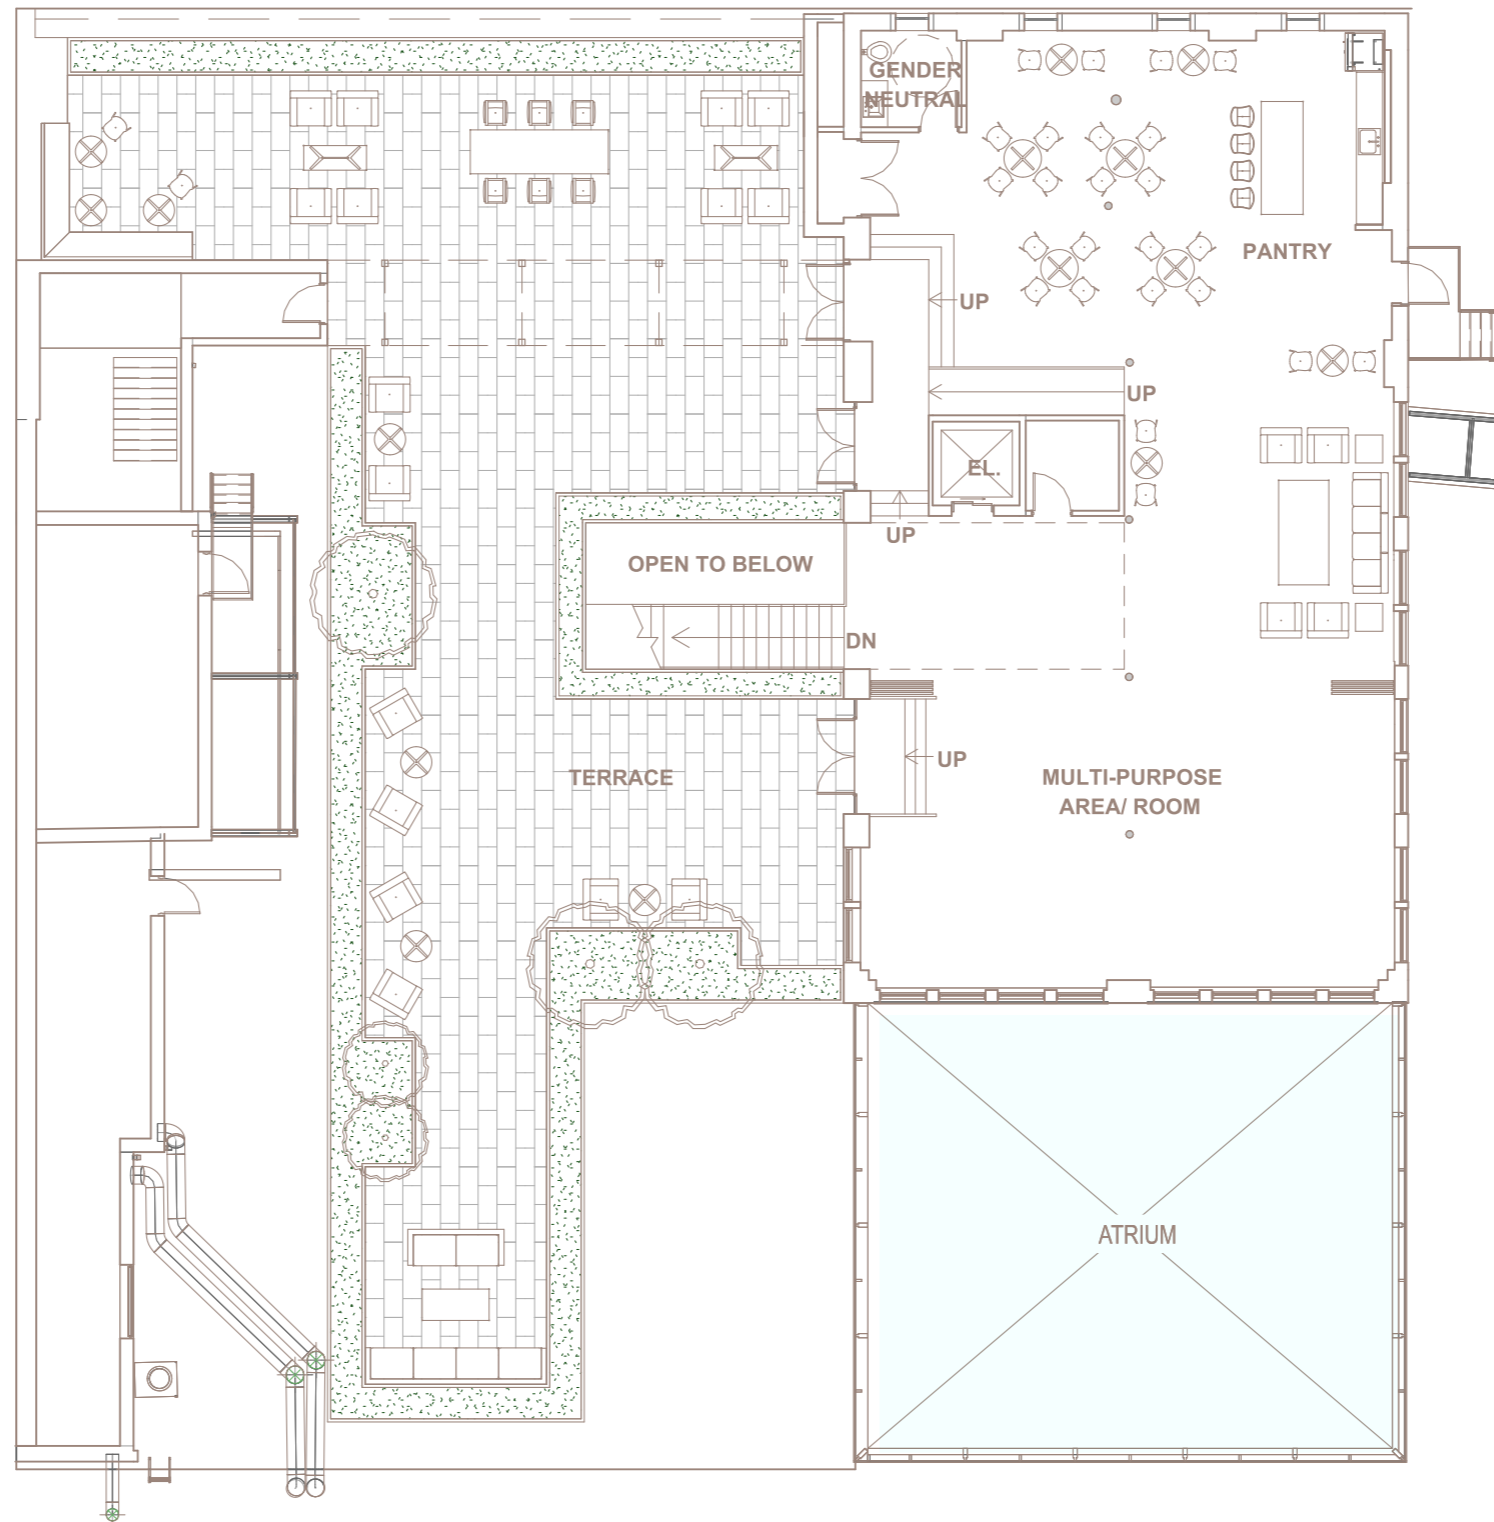 GENDER
NEUTRAL
PANTRY
UP
UP
EL.
UP
OPEN TO BELOW
DN
UP
TERRACE
MULTI-PURPOSE
AREA/ ROOM
ATRIUM